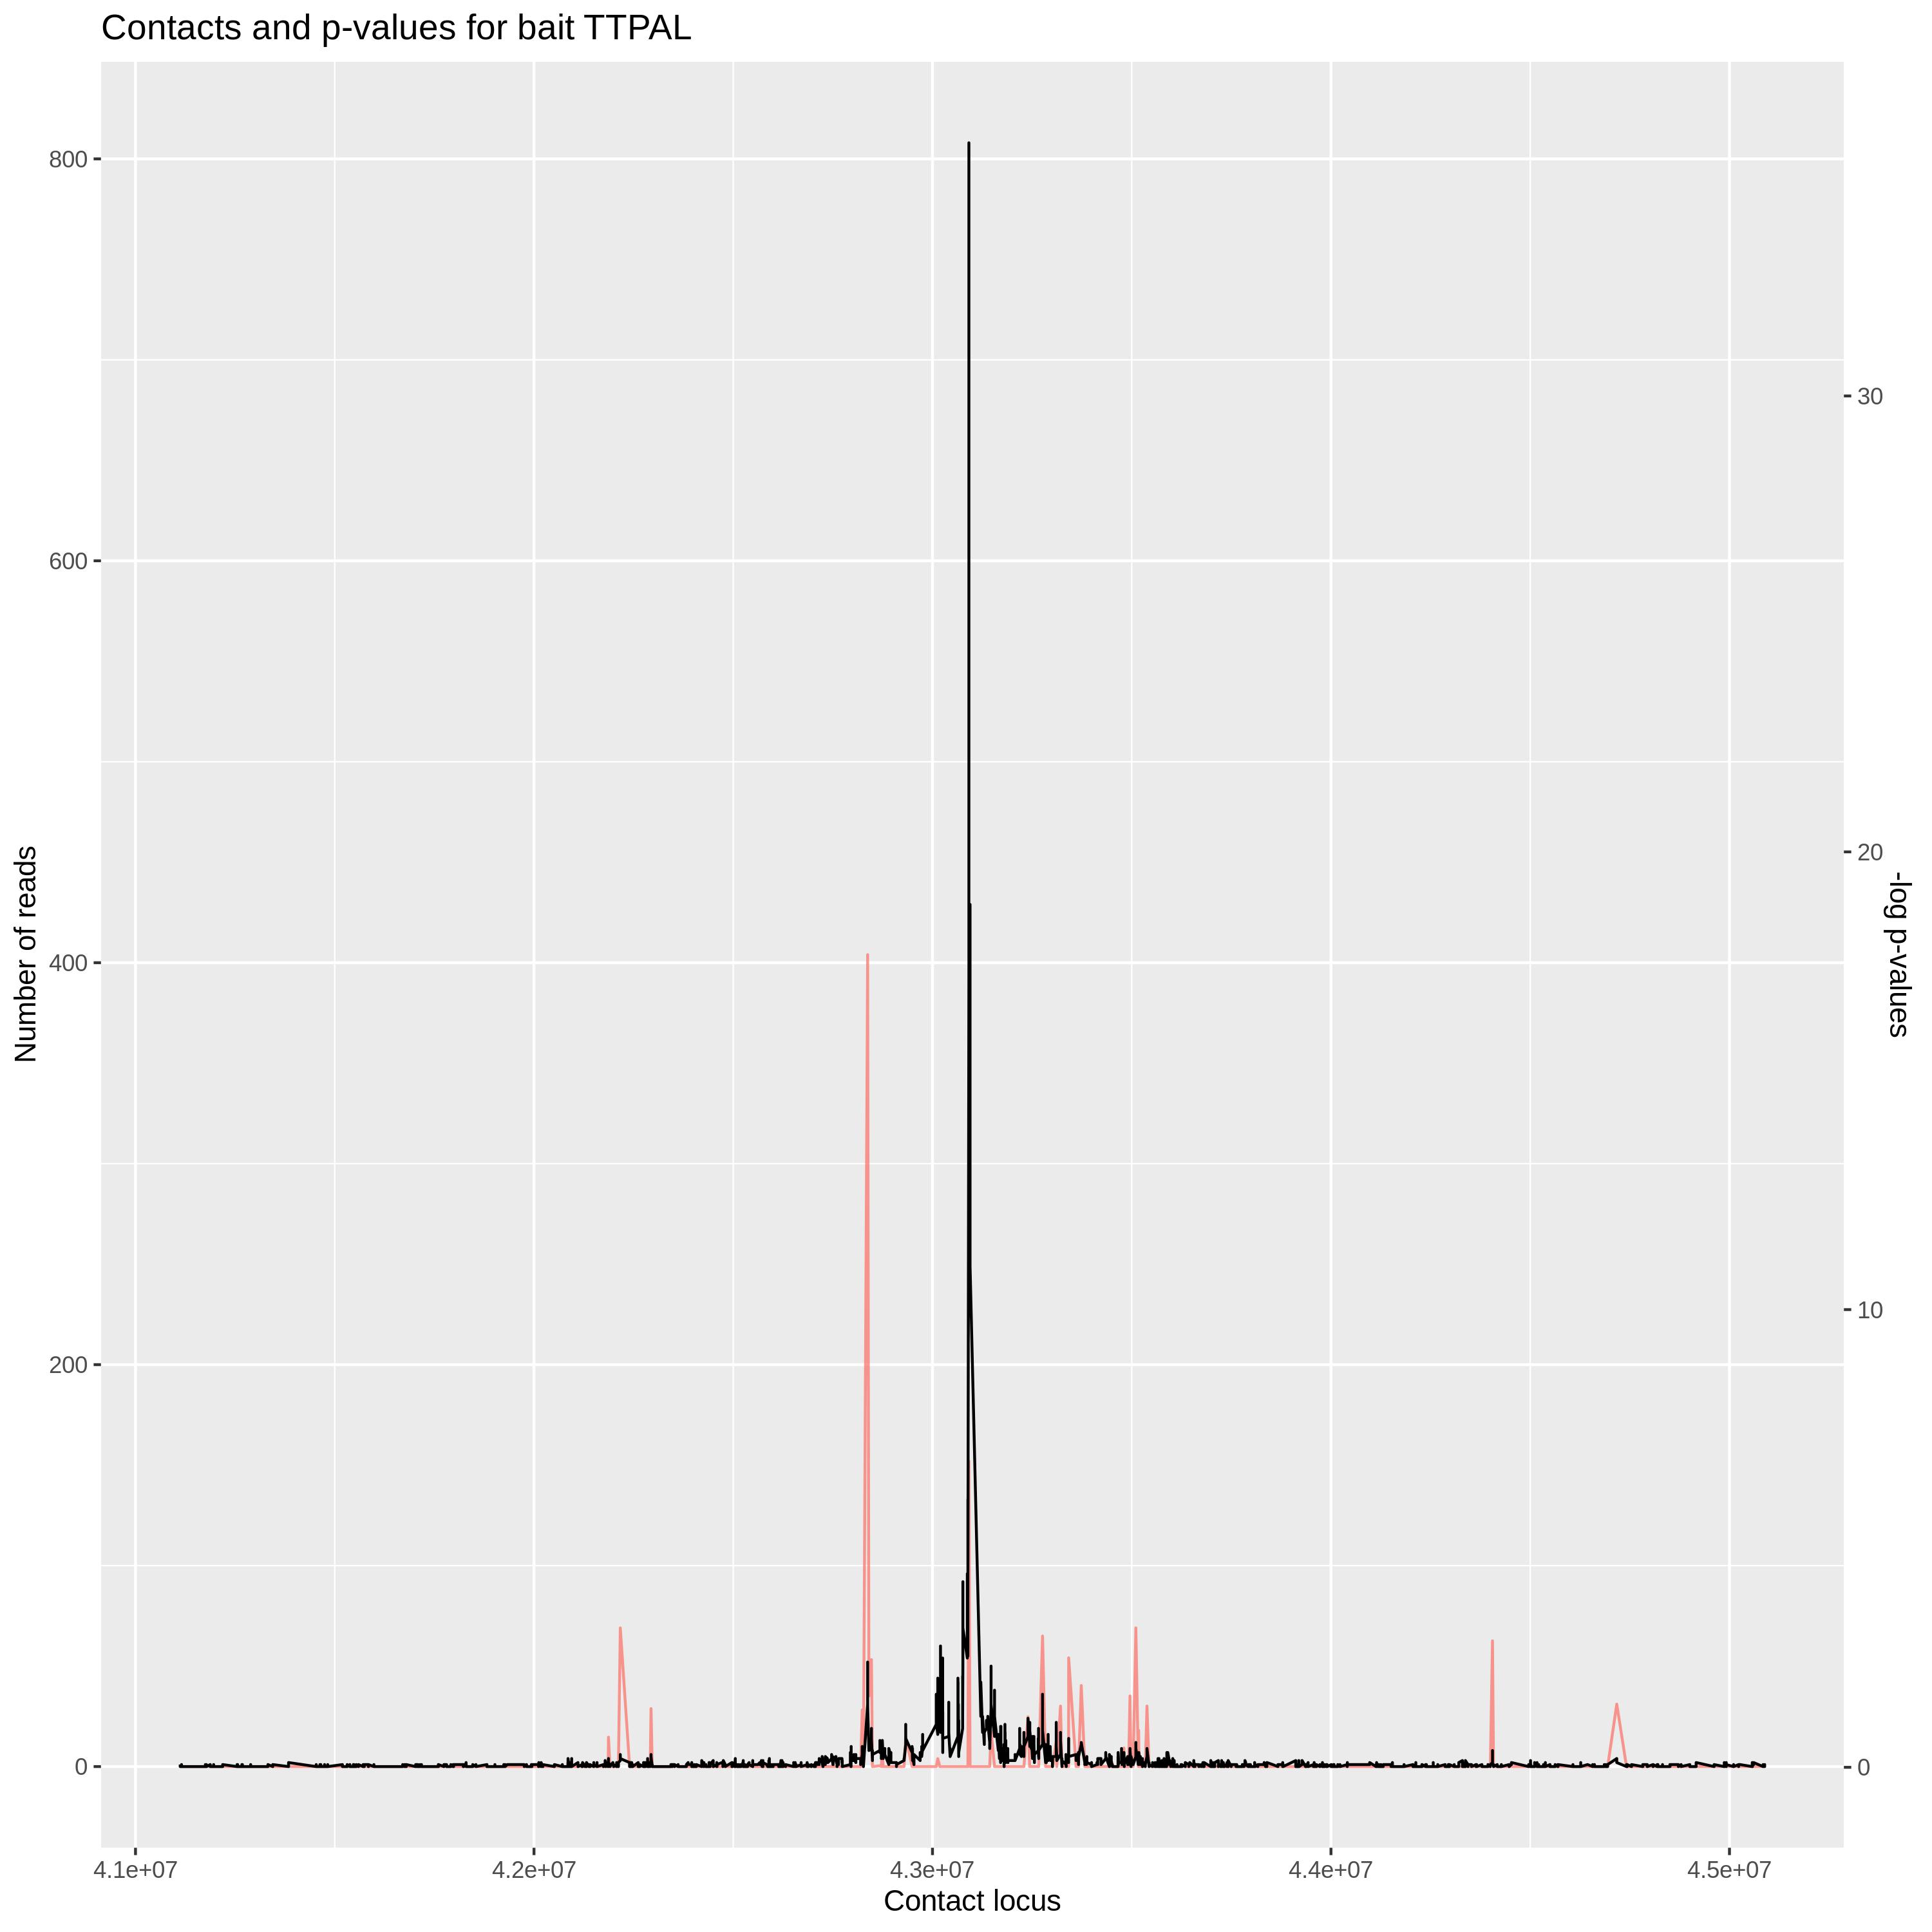 Contacts and p-values for bait TTPAL
800
600
400
200
0
Number of reads
30
20
10
0
-log p-values
4.1e+07
4.2e+07
4.3e+07
4.4e+07
4.5e+07
Contact locus